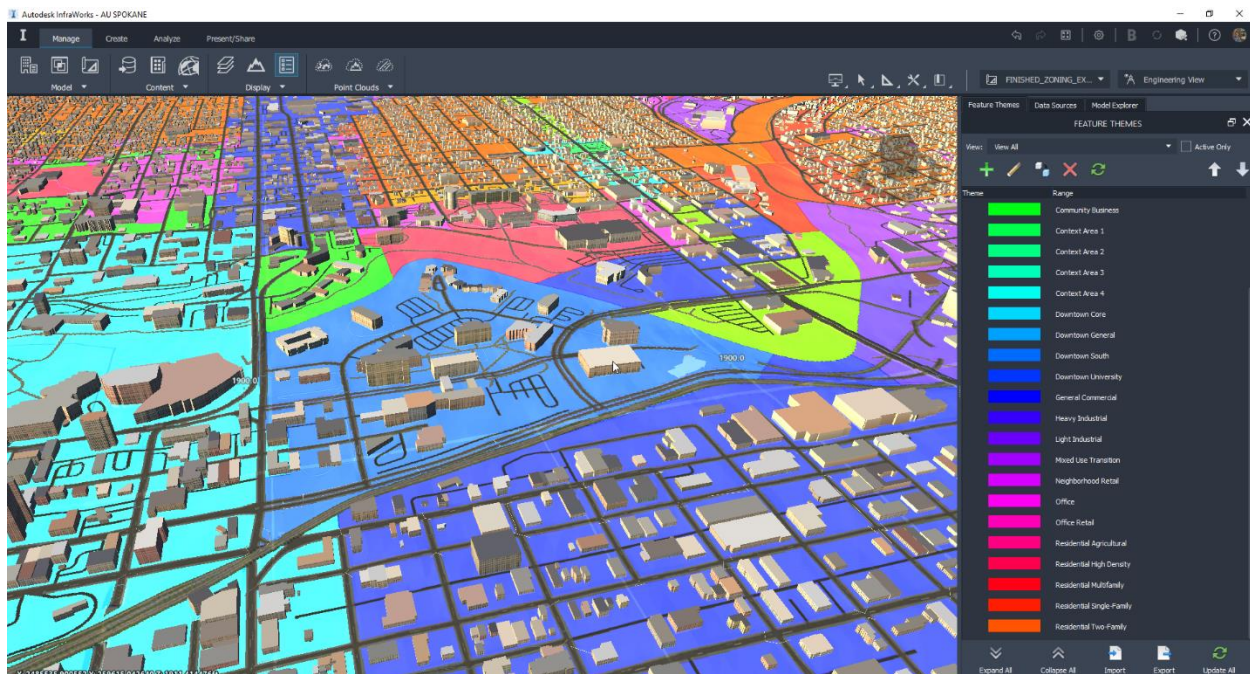 Autodesk InfraWorks - AU SPOKANE
Manage Create Analyze Present/Share
Model Content Display Point Clouds
FINISHED_ZONING_EX... Engineering View
Feature Themes Data Sources Model Explorer
FEATURE THEMES
View: View All Active Only
Theme Range
Community Business
Context Area 1
Context Area 2
Context Area 3
Context Area 4
Downtown Core
Downtown General
Downtown South
Downtown University
General Commercial
Heavy Industrial
Light Industrial
Mixed Use Transition
Neighborhood Retail
Office
Office Retail
Residential Agricultural
Residential High Density
Residential Multifamily
Residential Single-Family
Residential Two-Family
Expand All Collapse All Import Export Update All
1900.0
1900.0